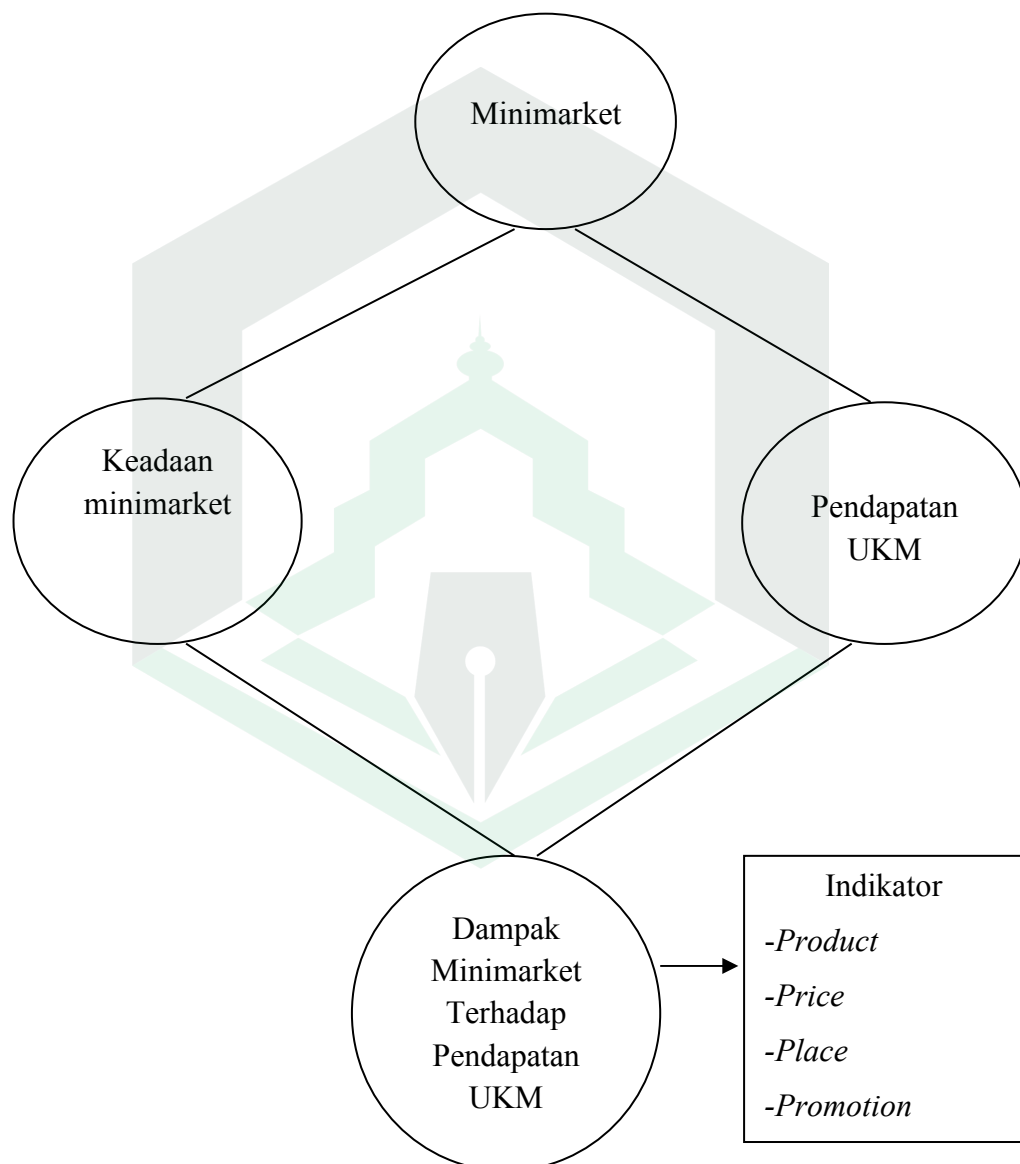 Minimarket
Keadaan
minimarket
Pendapatan
UKM
Dampak
Minimarket
Terhadap
Pendapatan
UKM
Indikator
-Product
-Price
-Place
-Promotion